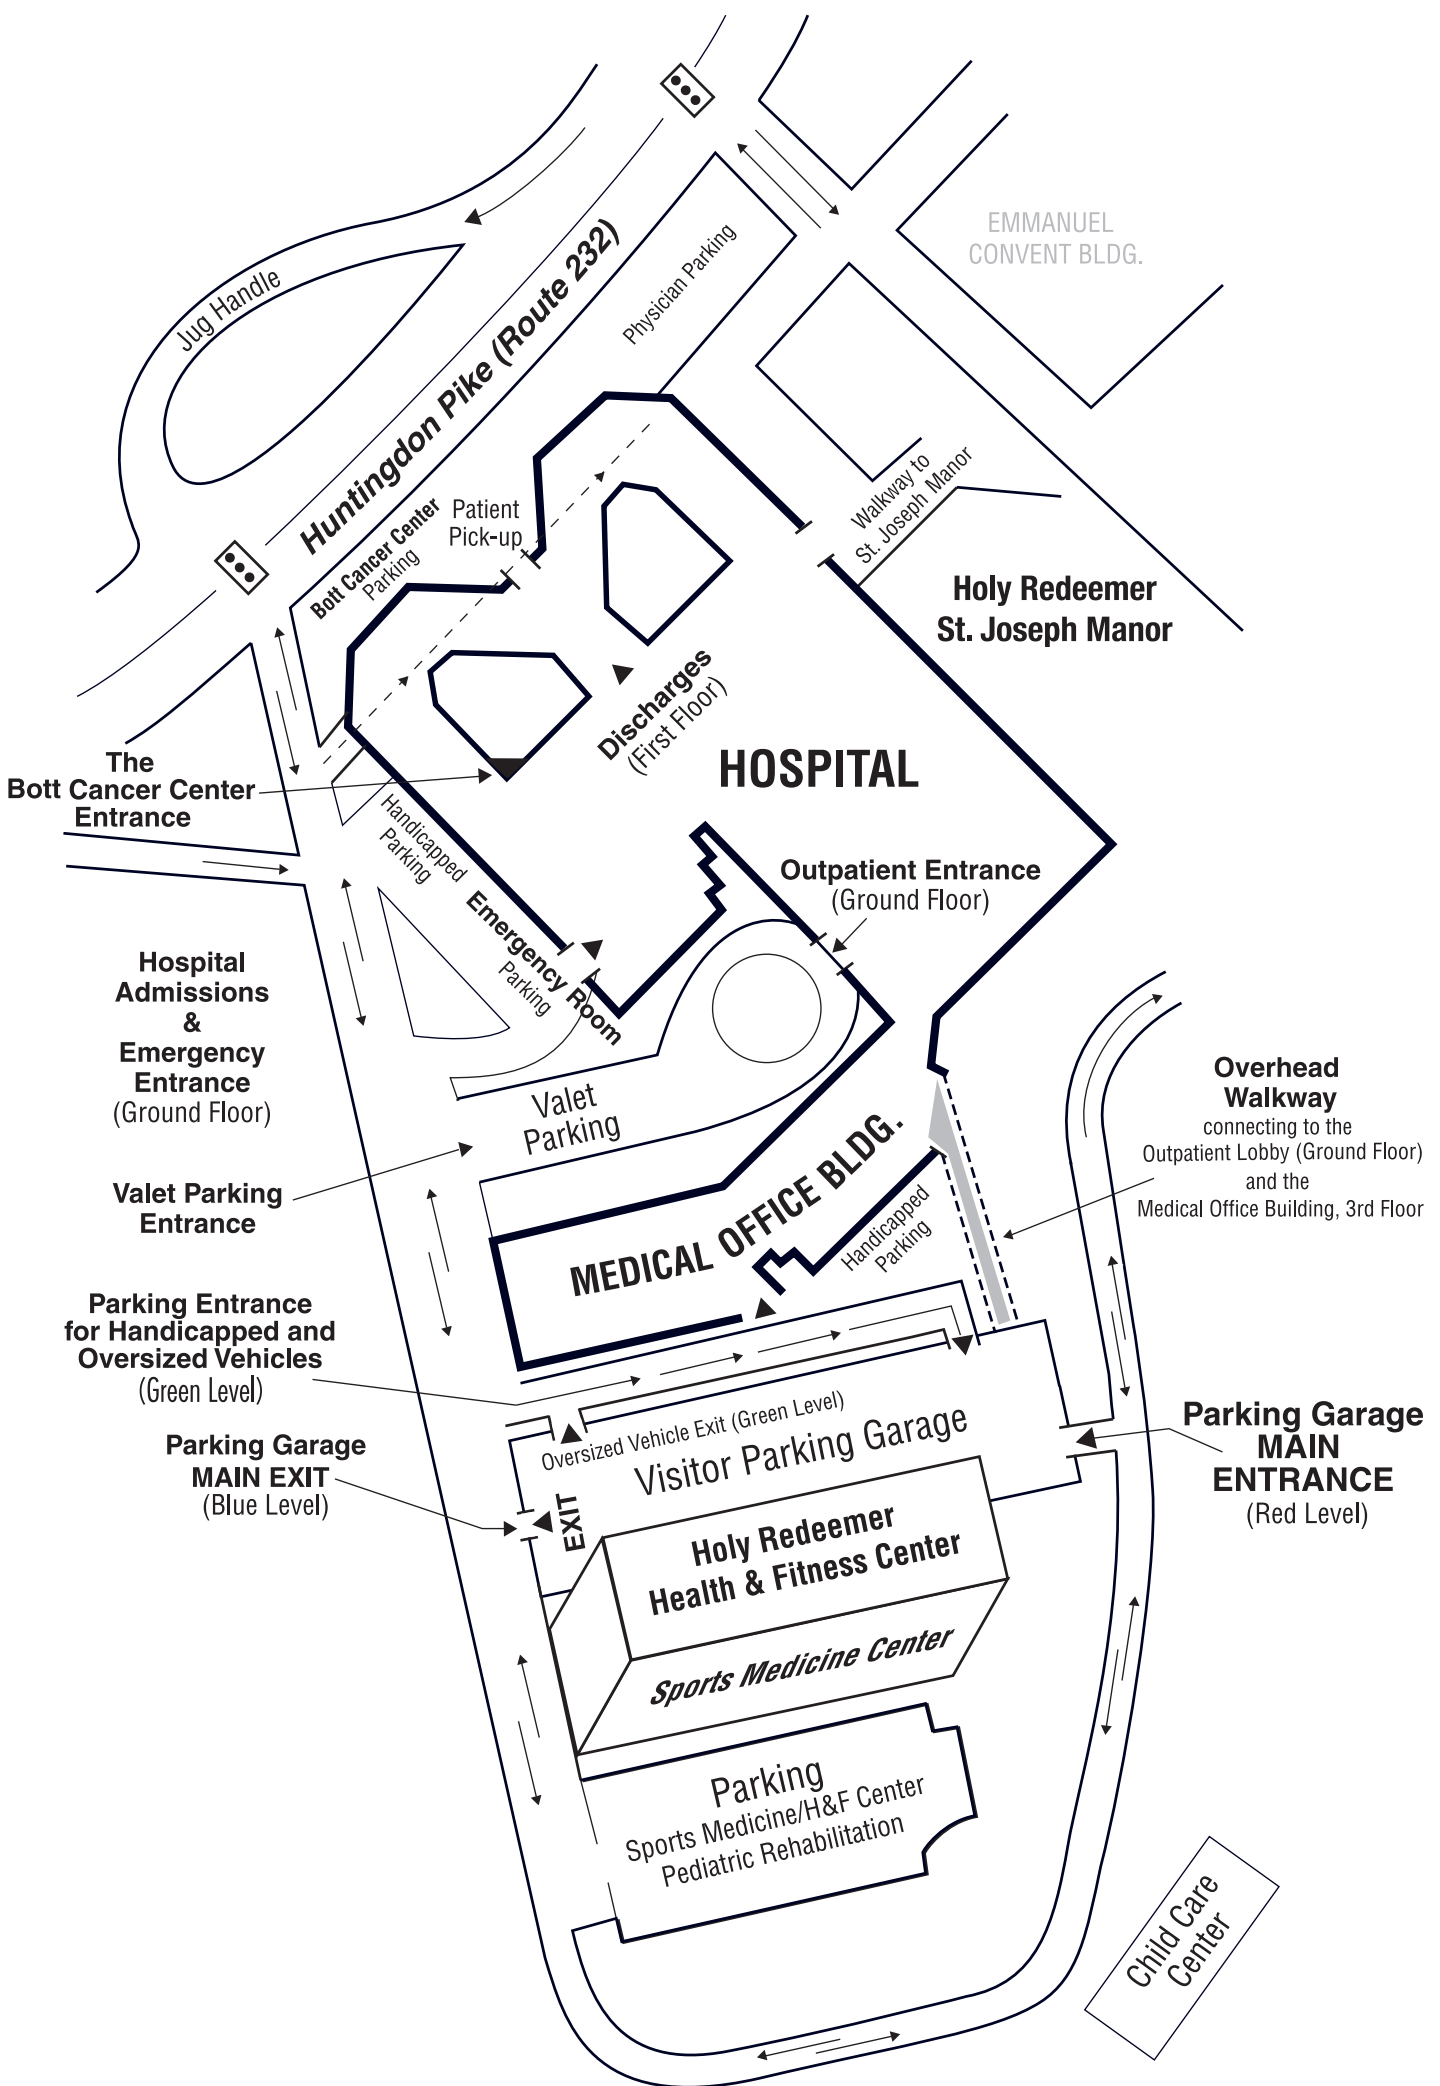 EMMANUEL
CONVENT BLDG.
Jug Handle
Huntingdon Pike (Route 232)
Physician Parking
Bott Cancer Center
Parking
Patient
Pick-up
Walkway to
St. Joseph Manor
Holy Redeemer
St. Joseph Manor
Discharges
(First Floor)
HOSPITAL
The
Bott Cancer Center
Entrance
Handicapped
Parking
Emergency Room
Parking
Outpatient Entrance
(Ground Floor)
Hospital
Admissions
&
Emergency
Entrance
(Ground Floor)
Valet
Parking
Valet Parking
Entrance
Overhead
Walkway
connecting to the
Outpatient Lobby (Ground Floor)
and the
Medical Office Building, 3rd Floor
MEDICAL OFFICE BLDG.
Handicapped
Parking
Parking Entrance
for Handicapped and
Oversized Vehicles
(Green Level)
Oversized Vehicle Exit (Green Level)
Visitor Parking Garage
Parking Garage
MAIN EXIT
(Blue Level)
EXIT
Parking Garage
MAIN
ENTRANCE
(Red Level)
Holy Redeemer
Health & Fitness Center
Sports Medicine Center
Parking
Sports Medicine/H&F Center
Pediatric Rehabilitation
Child Care
Center